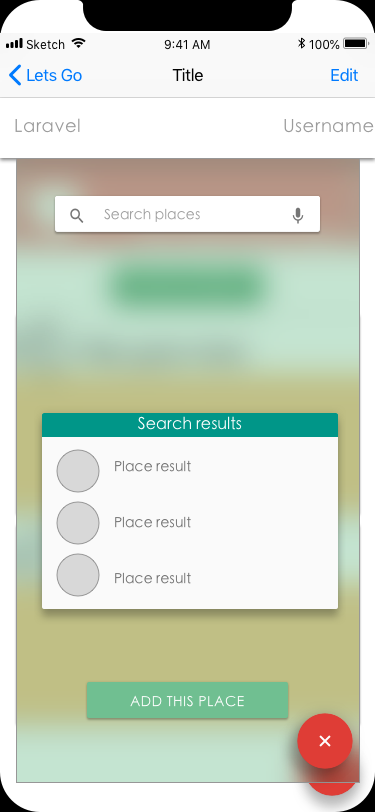 Sketch 9:41 AM 100%
Lets Go Title Edit
Laravel Username
Search places
Search results
Place result
Place result
Place result
ADD THIS PLACE